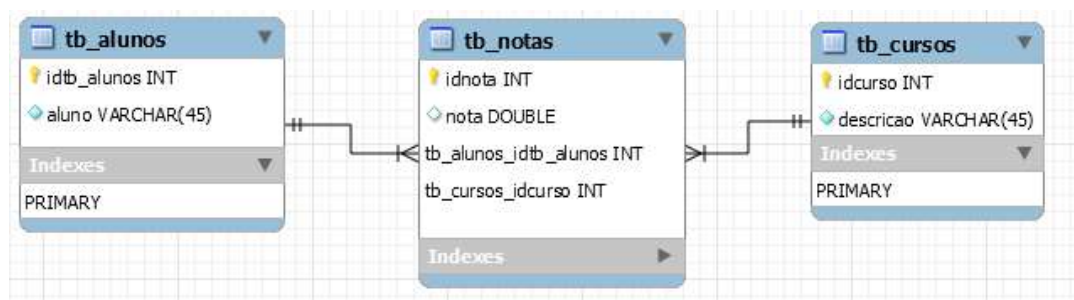 tb_alunos
idtb_alunos INT
aluno VARCHAR(45)
Indexes
PRIMARY
tb_notas
idnota INT
nota DOUBLE
tb_alunos_idtb_alunos INT
tb_cursos_idcurso INT
Indexes
tb_cursos
idcurso INT
descricao VARCHAR(45)
Indexes
PRIMARY